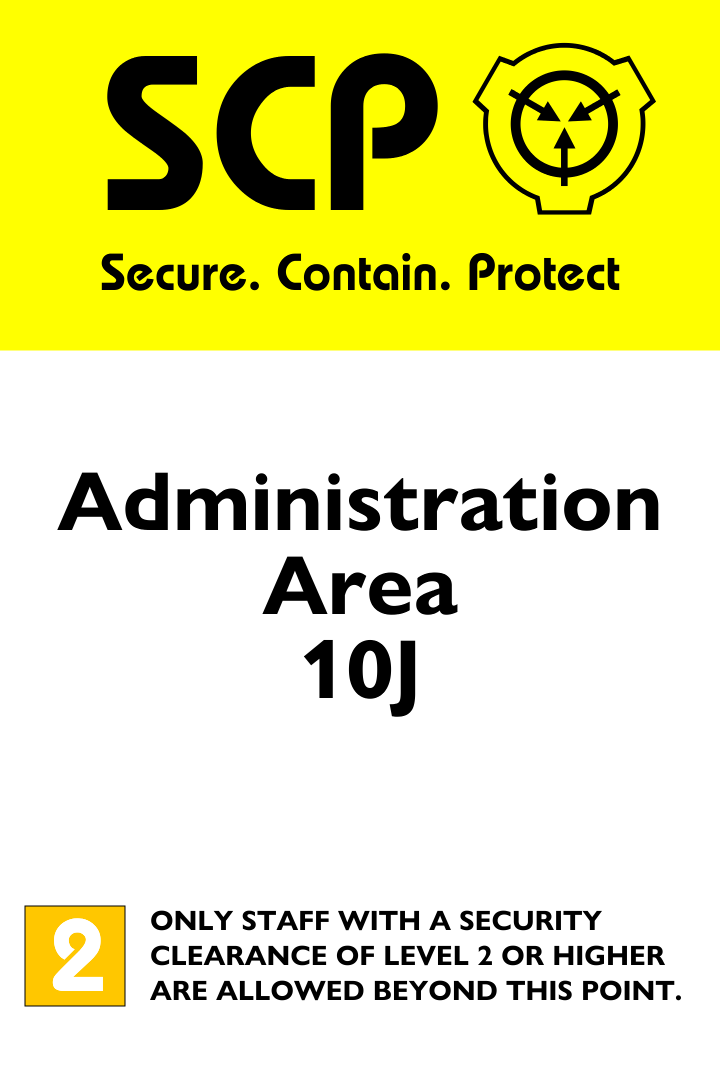 SCP
Secure. Contain. Protect
Administration
Area
10J
2
ONLY STAFF WITH A SECURITY
CLEARANCE OF LEVEL 2 OR HIGHER
ARE ALLOWED BEYOND THIS POINT.